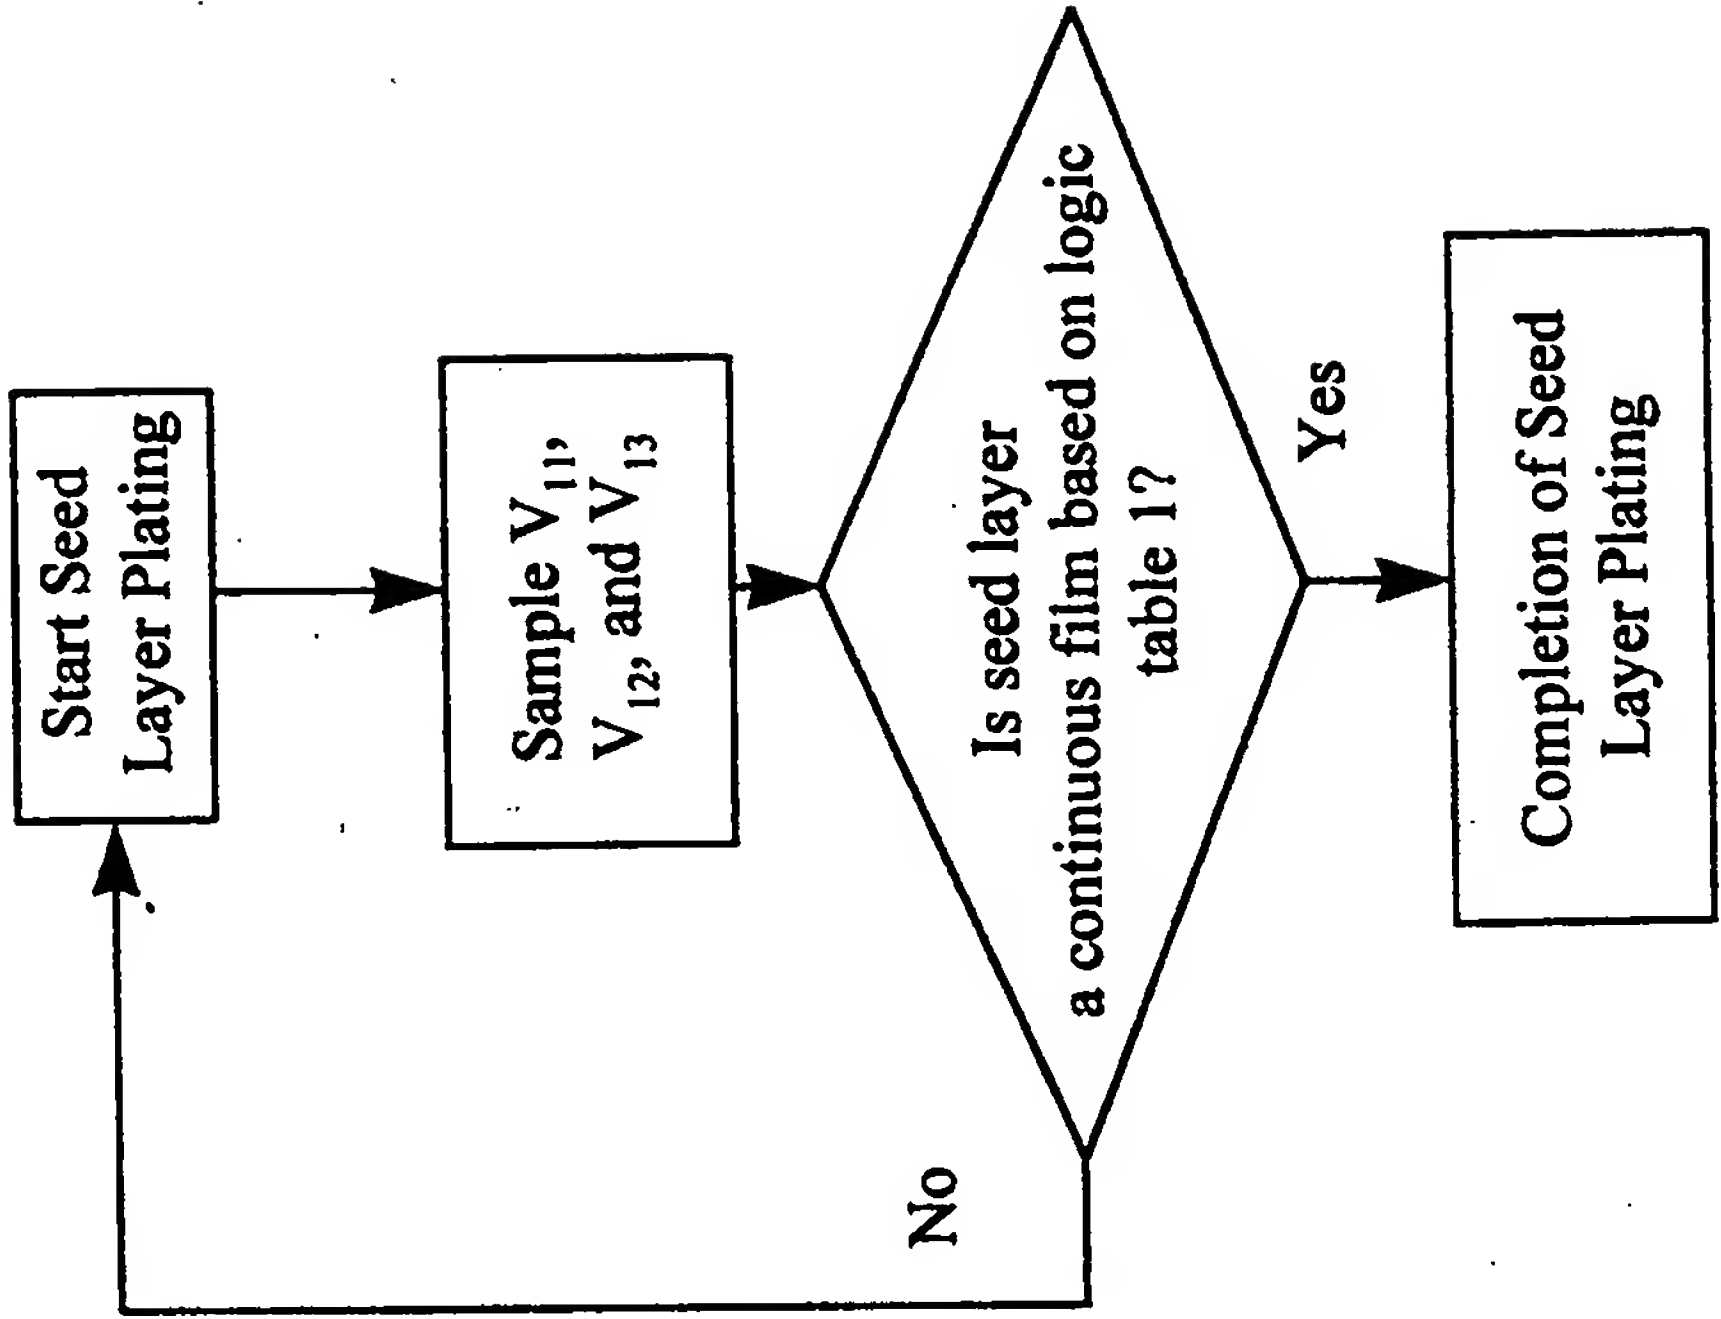 Start Seed
Layer Plating
Sample V₁₁,
V₁₂, and V₁₃
Is seed layer
a continuous film based on logic
table 1?
No
Yes
Completion of Seed
Layer Plating